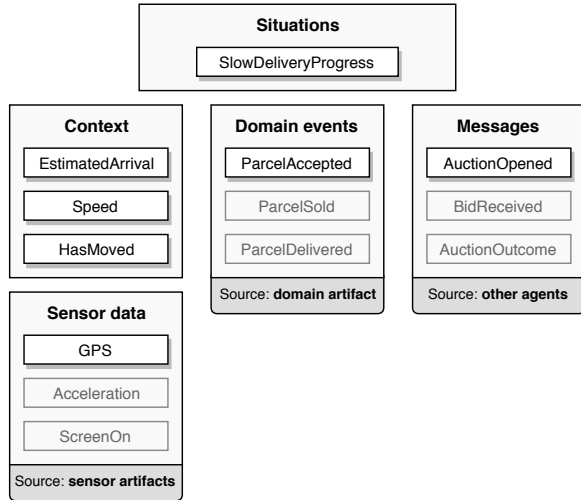 Situations
SlowDeliveryProgress
Context
EstimatedArrival
Speed
HasMoved
Domain events
ParcelAccepted
ParcelSold
ParcelDelivered
Source: domain artifact
Messages
AuctionOpened
BidReceived
AuctionOutcome
Source: other agents
Sensor data
GPS
Acceleration
ScreenOn
Source: sensor artifacts